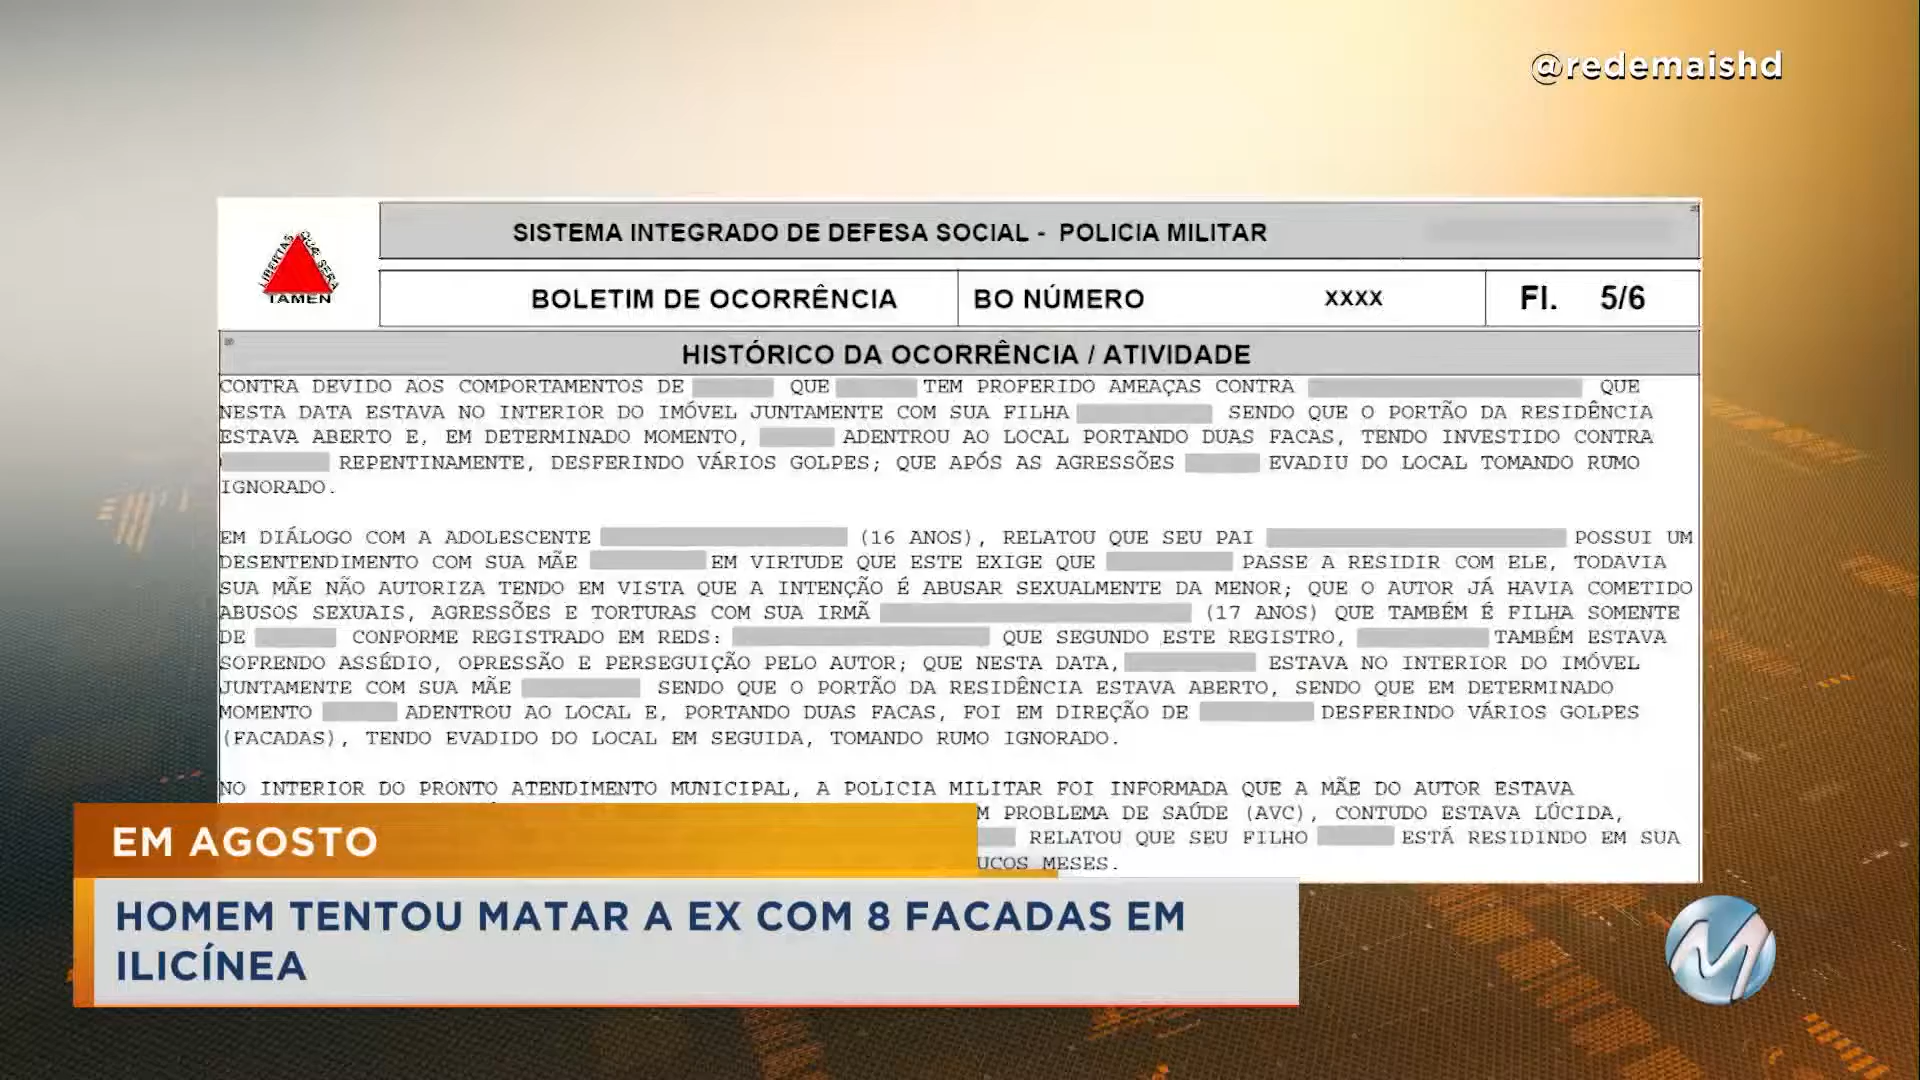 @redemaishd
LIBERTAS QUÆ SERA TAMEN
SISTEMA INTEGRADO DE DEFESA SOCIAL - POLICIA MILITAR
BOLETIM DE OCORRÊNCIA BO NÚMERO XXXX Fl. 5/6
HISTÓRICO DA OCORRÊNCIA / ATIVIDADE
CONTRA DEVIDO AOS COMPORTAMENTOS DE QUE TEM PROFERIDO AMEAÇAS CONTRA QUE
NESTA DATA ESTAVA NO INTERIOR DO IMÓVEL JUNTAMENTE COM SUA FILHA SENDO QUE O PORTÃO DA RESIDÊNCIA
ESTAVA ABERTO E, EM DETERMINADO MOMENTO, ADENTROU AO LOCAL PORTANDO DUAS FACAS, TENDO INVESTIDO CONTRA
REPENTINAMENTE, DESFERINDO VÁRIOS GOLPES; QUE APÓS AS AGRESSÕES EVADIU DO LOCAL TOMANDO RUMO
IGNORADO.
EM DIÁLOGO COM A ADOLESCENTE (16 ANOS), RELATOU QUE SEU PAI POSSUI UM
DESENTENDIMENTO COM SUA MÃE EM VIRTUDE QUE ESTE EXIGE QUE PASSE A RESIDIR COM ELE, TODAVIA
SUA MÃE NÃO AUTORIZA TENDO EM VISTA QUE A INTENÇÃO É ABUSAR SEXUALMENTE DA MENOR; QUE O AUTOR JÁ HAVIA COMETIDO
ABUSOS SEXUAIS, AGRESSÕES E TORTURAS COM SUA IRMÃ (17 ANOS) QUE TAMBÉM É FILHA SOMENTE
DE CONFORME REGISTRADO EM REDS: QUE SEGUNDO ESTE REGISTRO, TAMBÉM ESTAVA
SOFRENDO ASSÉDIO, OPRESSÃO E PERSEGUIÇÃO PELO AUTOR; QUE NESTA DATA, ESTAVA NO INTERIOR DO IMÓVEL
JUNTAMENTE COM SUA MÃE SENDO QUE O PORTÃO DA RESIDÊNCIA ESTAVA ABERTO, SENDO QUE EM DETERMINADO
MOMENTO ADENTROU AO LOCAL E, PORTANDO DUAS FACAS, FOI EM DIREÇÃO DE DESFERINDO VÁRIOS GOLPES
(FACADAS), TENDO EVADIDO DO LOCAL EM SEGUIDA, TOMANDO RUMO IGNORADO.
NO INTERIOR DO PRONTO ATENDIMENTO MUNICIPAL, A POLICIA MILITAR FOI INFORMADA QUE A MÃE DO AUTOR ESTAVA
M PROBLEMA DE SAÚDE (AVC), CONTUDO ESTAVA LÚCIDA,
RELATOU QUE SEU FILHO ESTÁ RESIDINDO EM SUA
UCOS MESES.
EM AGOSTO
HOMEM TENTOU MATAR A EX COM 8 FACADAS EM
ILICÍNEA